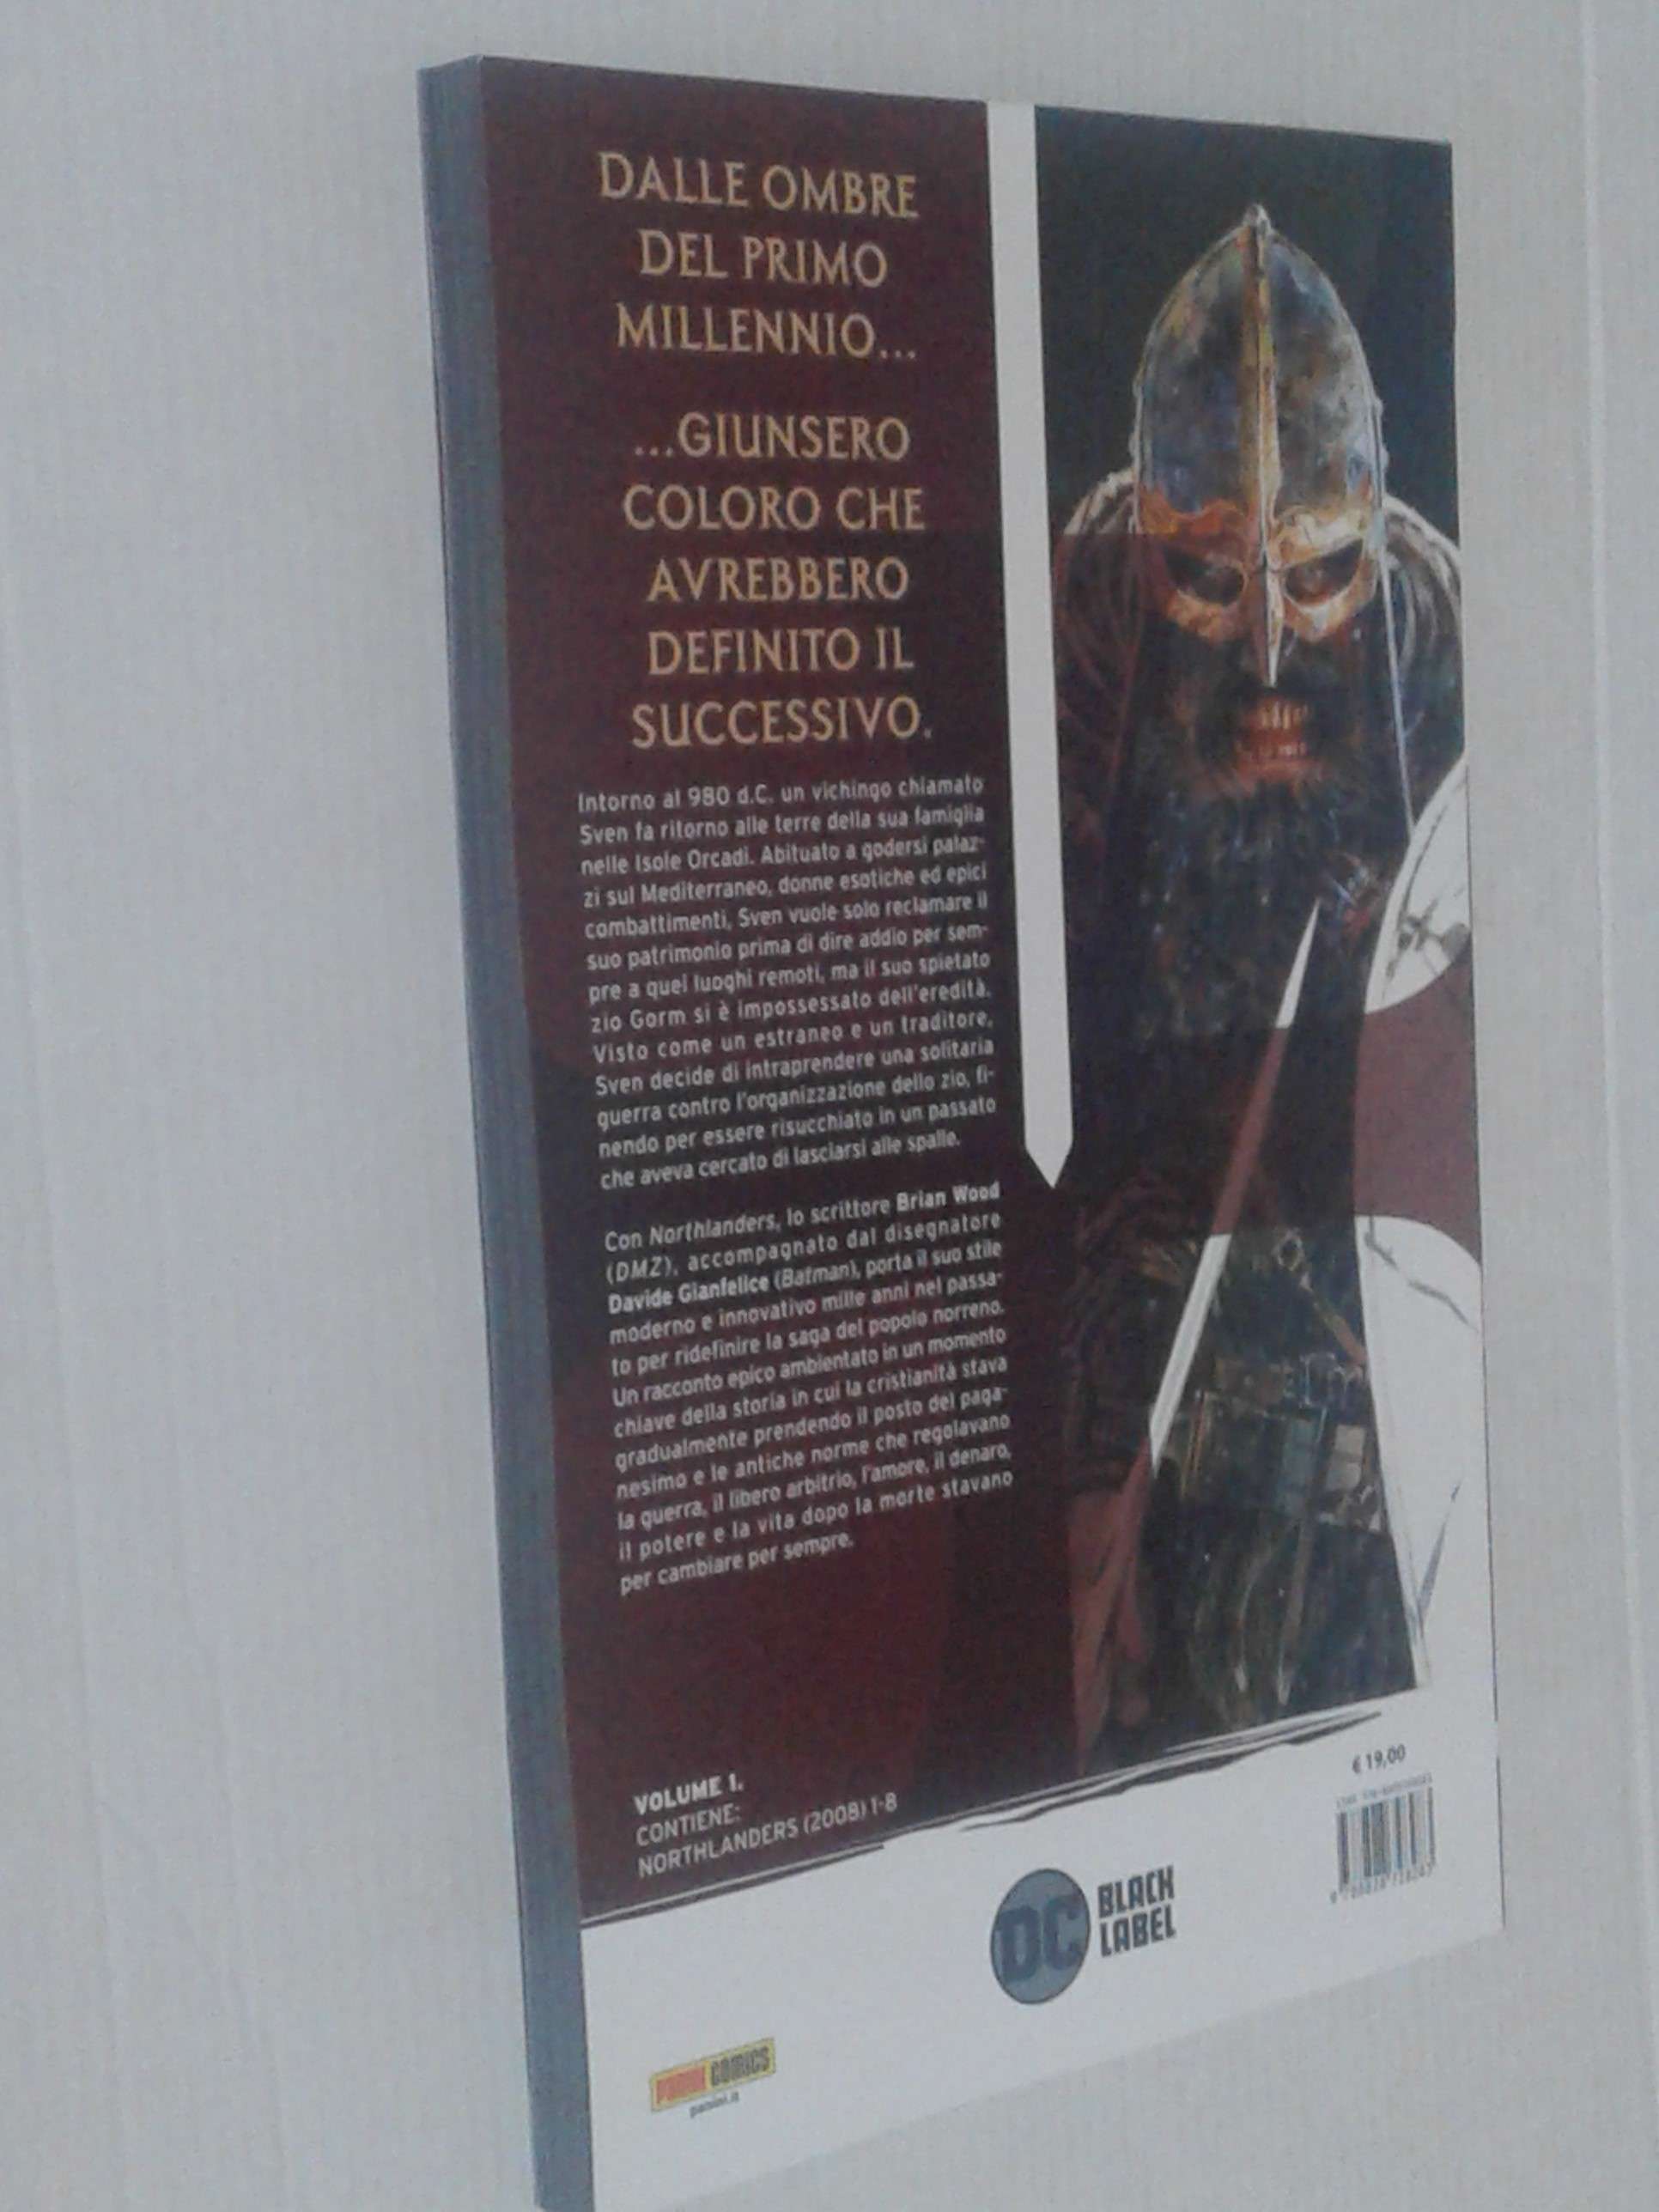 DALLE OMBRE
DEL PRIMO
MILLENNIO...
...GIUNSERO
COLORO CHE
AVREBBERO
DEFINITO IL
SUCCESSIVO.
Intorno al 980 d.C. un vichingo chiamato
Sven fa ritorno alle terre della sua famiglia
nelle Isole Orcadi. Abituato a godersi palaz-
zi sul Mediterraneo, donne esotiche ed epici
combattimenti, Sven vuole solo reclamare il
suo patrimonio prima di dire addio per sem-
pre a quei luoghi remoti, ma il suo spietato
zio Gorm si è impossessato dell'eredità.
Visto come un estraneo e un traditore,
Sven decide di intraprendere una solitaria
guerra contro l'organizzazione dello zio, fi-
nendo per essere risucchiato in un passato
che aveva cercato di lasciarsi alle spalle.
Con Northlanders, lo scrittore Brian Wood
(DMZ), accompagnato dal disegnatore
Davide Gianfelice (Batman), porta il suo stile
moderno e innovativo mille anni nel passa-
to per ridefinire la saga del popolo norreno.
Un racconto epico ambientato in un momento
chiave della storia in cui la cristianità stava
gradualmente prendendo il posto del paga-
nesimo e le antiche norme che regolavano
la guerra, il libero arbitrio, l'amore, il denaro,
il potere e la vita dopo la morte stavano
per cambiare per sempre.
VOLUME 1.
CONTIENE:
NORTHLANDERS (2008) 1-8
€ 19,00
DC BLACK
LABEL
PANINI COMICS
panini.it